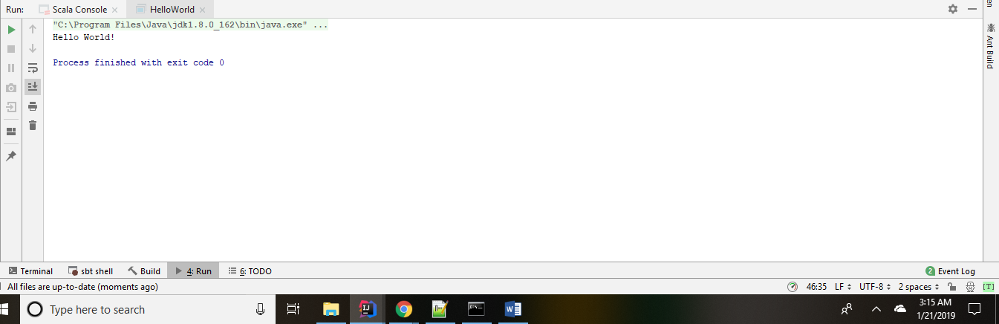 Run: Scala Console HelloWorld
"C:\Program Files\Java\jdk1.8.0_162\bin\java.exe" ...
Hello World!
Process finished with exit code 0
Ant Build
Terminal sbt shell Build 4: Run 6: TODO 2 Event Log
All files are up-to-date (moments ago) 46:35 LF UTF-8 2 spaces [T]
Type here to search
3:15 AM
1/21/2019